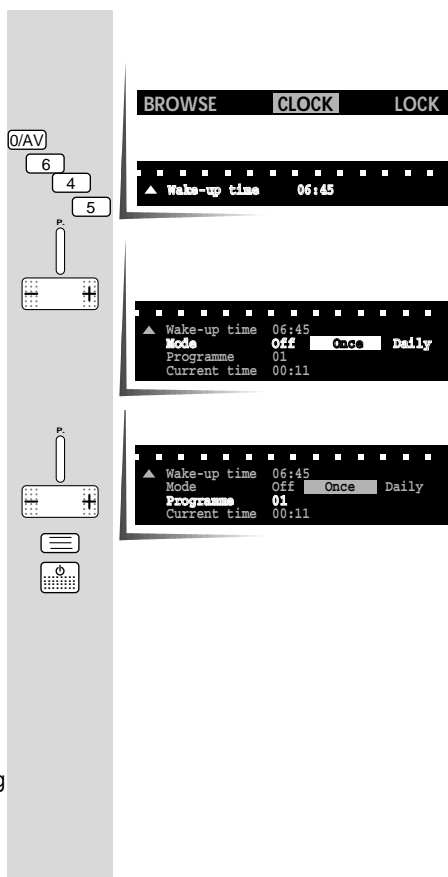 BROWSE CLOCK LOCK
0/AV
6
4
5
Wake-up time 06:45
P.
- +
Wake-up time 06:45
Mode Off Once Daily
Programme 01
Current time 00:11
P.
- +
Wake-up time 06:45
Mode Off Once Daily
Programme 01
Current time 00:11
g